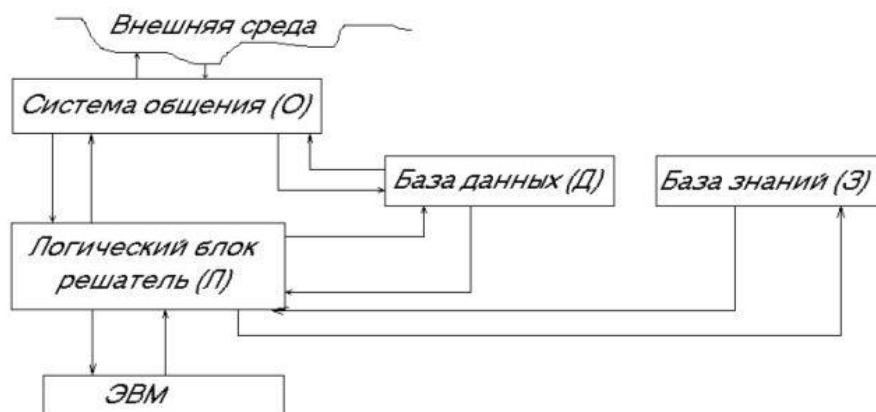 Внешняя среда
Система общения (О)
База данных (Д)
База знаний (З)
Логический блок
решатель (Л)
ЭВМ